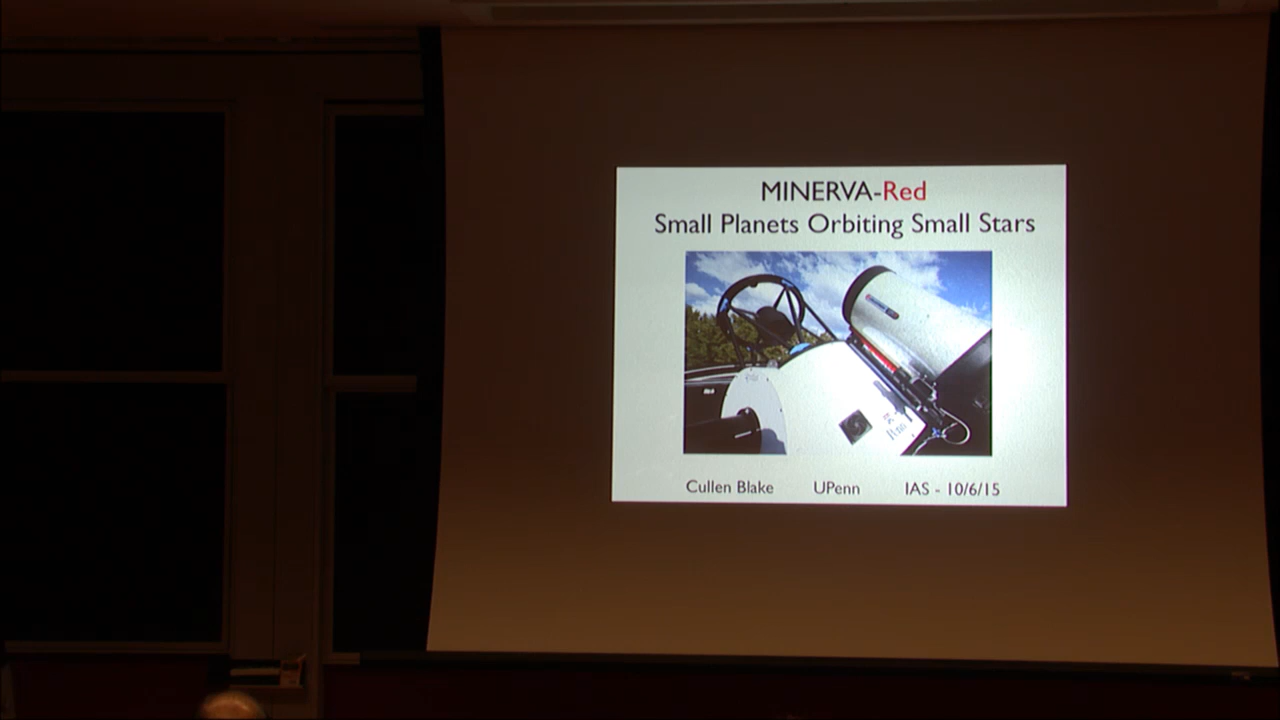 MINERVA-Red
Small Planets Orbiting Small Stars
Cullen Blake UPenn IAS - 10/6/15